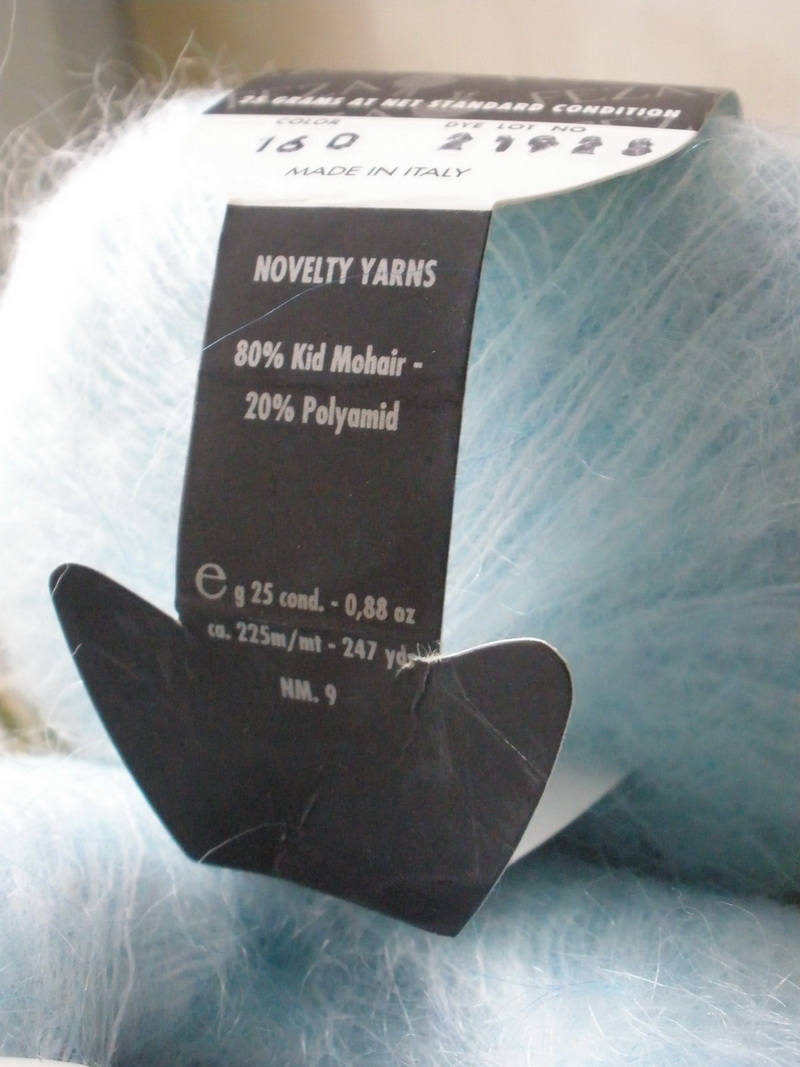 25 GRAMS AT NET STANDARD CONDITION
COLOR DYE LOT NO
160 21928
MADE IN ITALY
NOVELTY YARNS
80% Kid Mohair -
20% Polyamid
e g 25 cond. - 0,88 oz
ca. 225m/mt - 247 yds
NM. 9